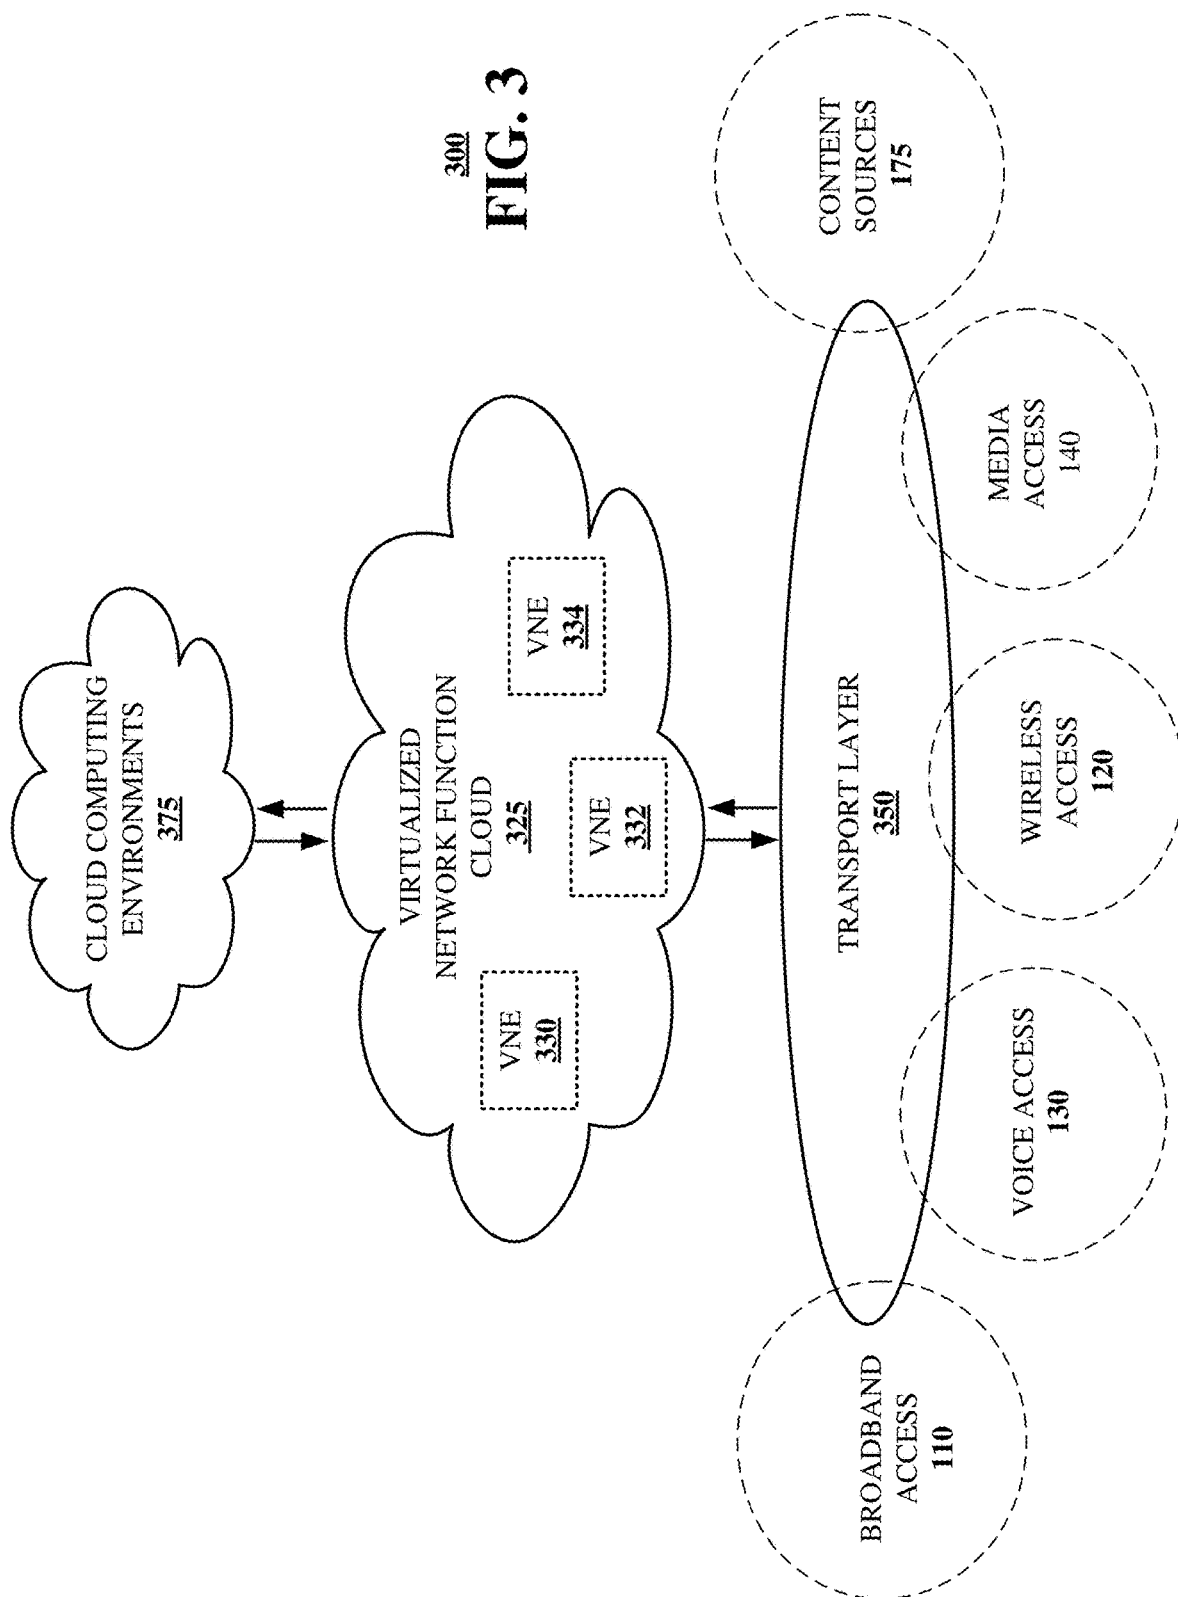 CLOUD COMPUTING
ENVIRONMENTS
375
VIRTUALIZED
NETWORK FUNCTION
CLOUD
325
VNE
330
VNE
332
VNE
334
TRANSPORT LAYER
350
BROADBAND
ACCESS
110
VOICE ACCESS
130
WIRELESS
ACCESS
120
MEDIA
ACCESS
140
CONTENT
SOURCES
175
300
FIG. 3